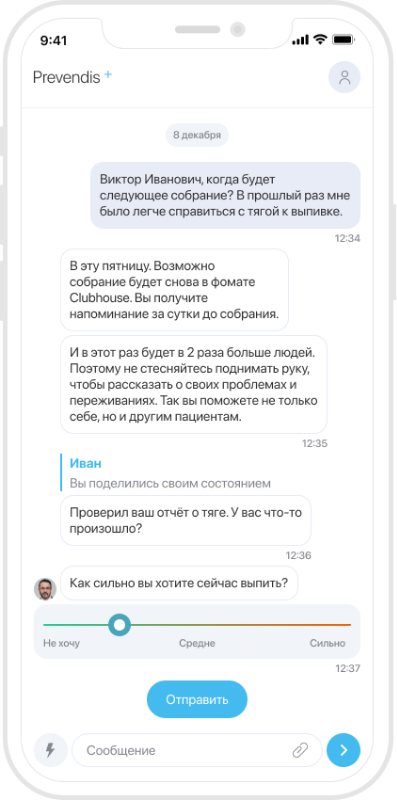 9:41
Prevendis +
8 декабря
Виктор Иванович, когда будет
следующее собрание? В прошлый раз мне
было легче справиться с тягой к выпивке.
12:34
В эту пятницу. Возможно
собрание будет снова в фомате
Clubhouse. Вы получите
напоминание за сутки до собрания.
И в этот раз будет в 2 раза больше людей.
Поэтому не стесняйтесь поднимать руку,
чтобы рассказать о своих проблемах и
переживаниях. Так вы поможете не только
себе, но и другим пациентам.
12:35
Иван
Вы поделились своим состоянием
Проверил ваш отчёт о тяге. У вас что-то
произошло?
12:36
Как сильно вы хотите сейчас выпить?
Не хочу Средне Сильно
12:37
Отправить
Сообщение